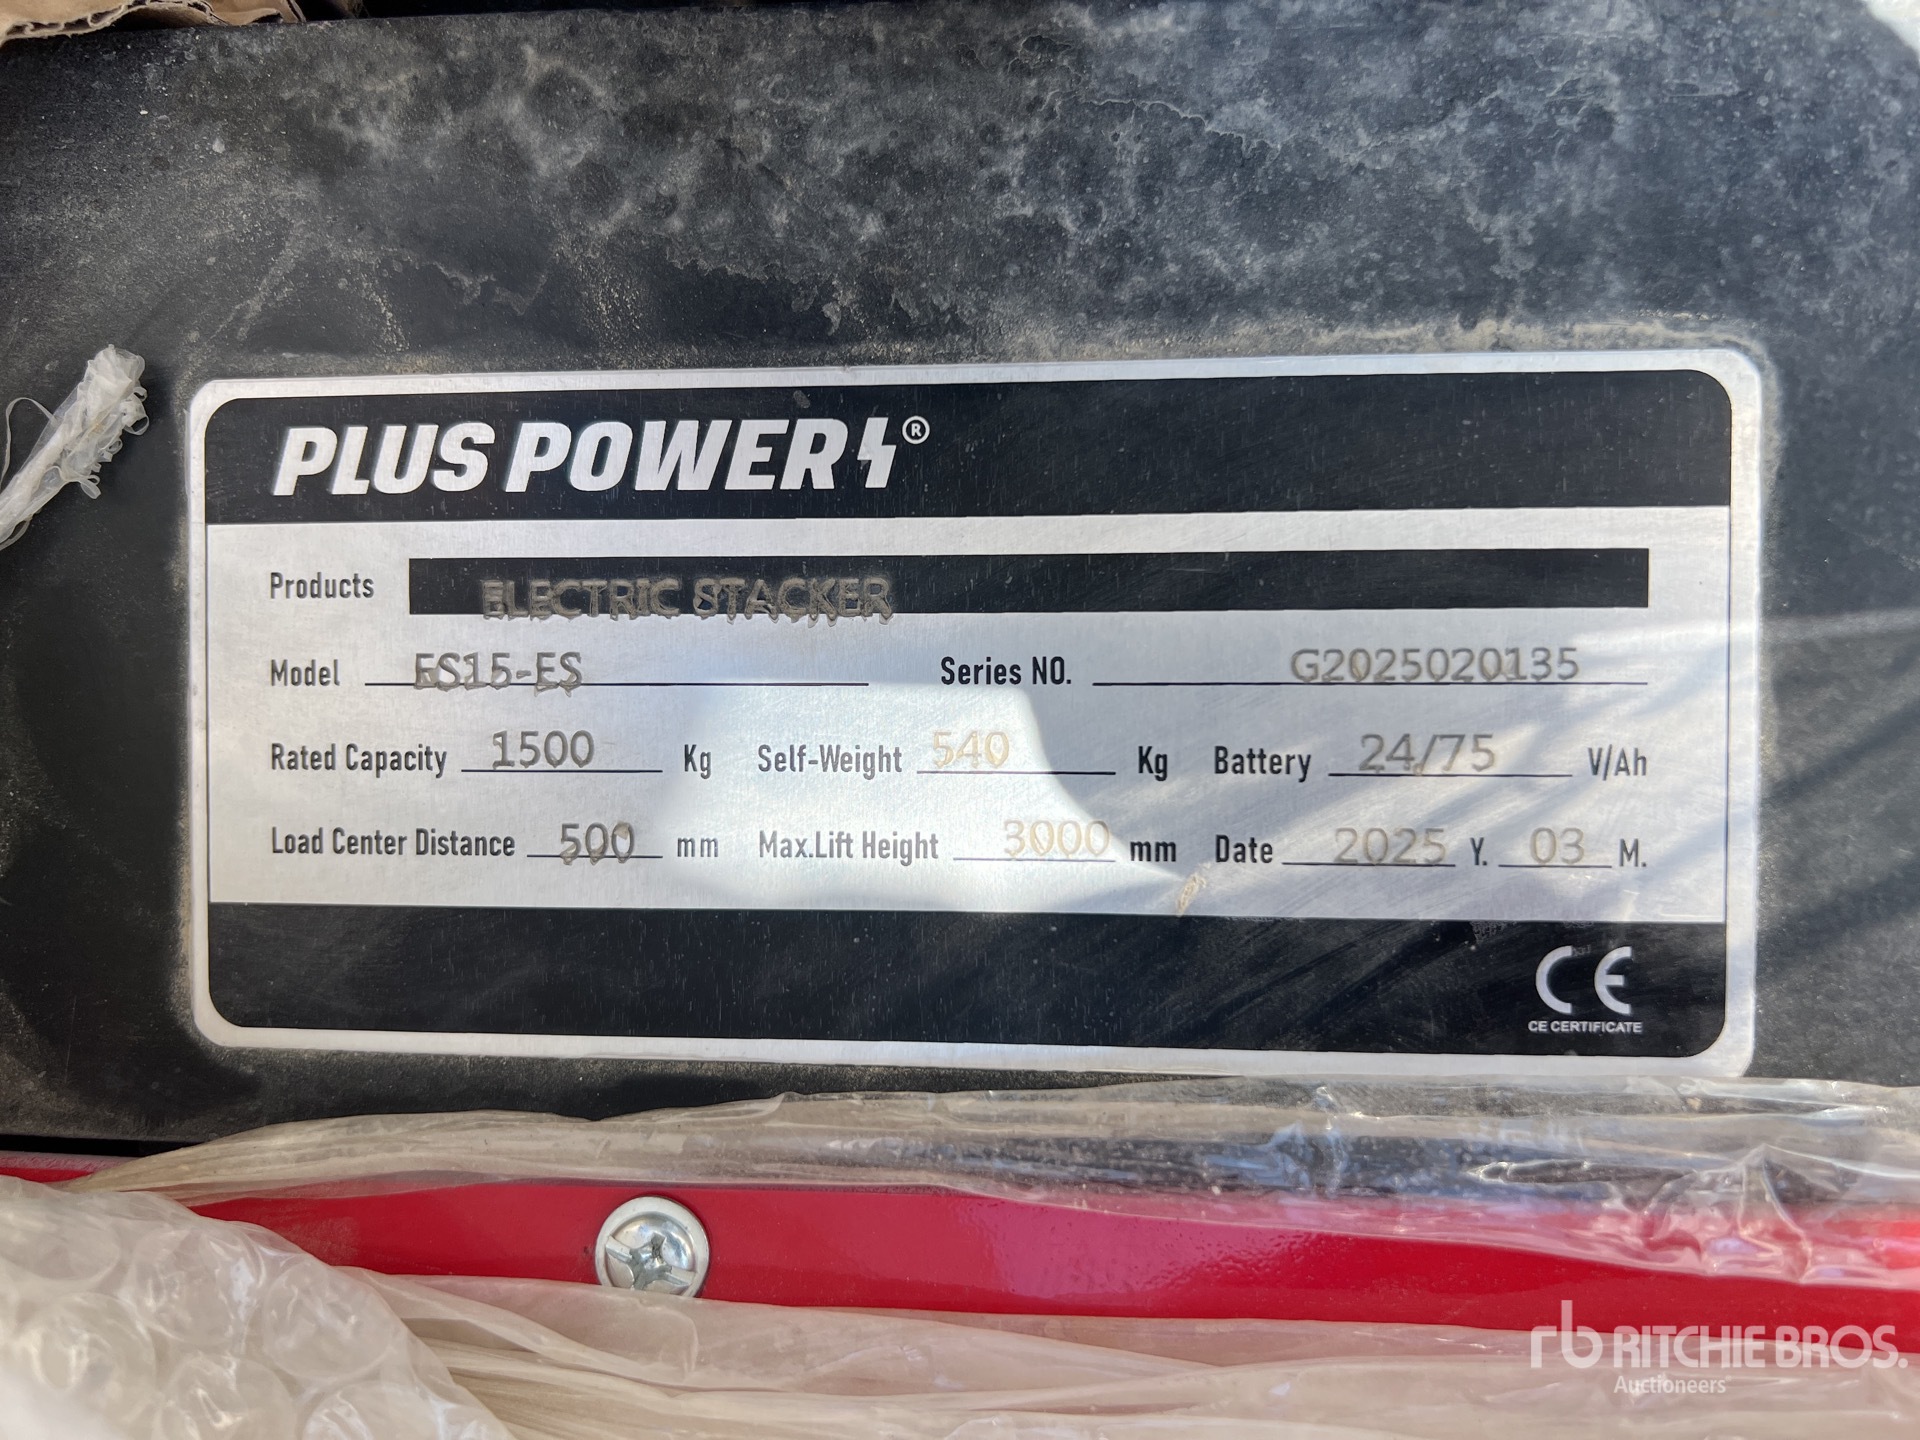 PLUS POWER ®
Products ELECTRIC STACKER
Model ES15-ES Series NO. G2025020135
Rated Capacity 1500 Kg Self-Weight 540 Kg Battery 24/75 V/Ah
Load Center Distance 500 mm Max.Lift Height 3000 mm Date 2025 Y. 03 M.
CE
CE CERTIFICATE
rb RITCHIE BROS.
Auctioneers